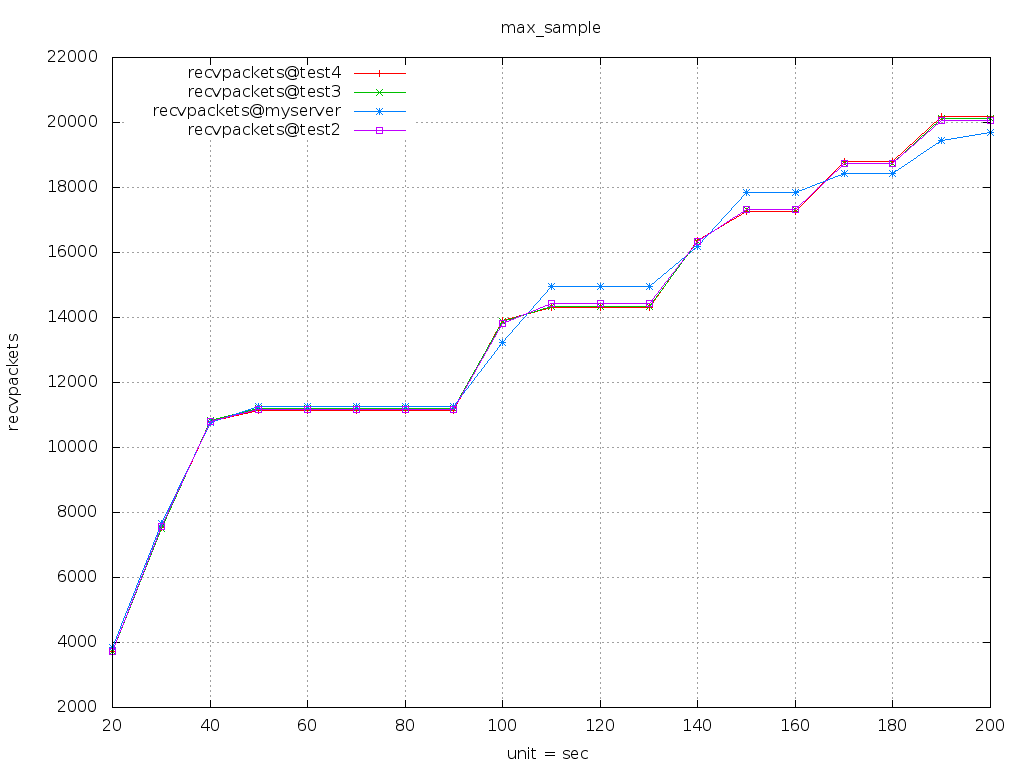 max_sample
22000
20000
18000
16000
14000
12000
10000
8000
6000
4000
2000
recvpackets
recvpackets@test4
recvpackets@test3
recvpackets@myserver
recvpackets@test2
20 40 60 80 100 120 140 160 180 200
unit = sec